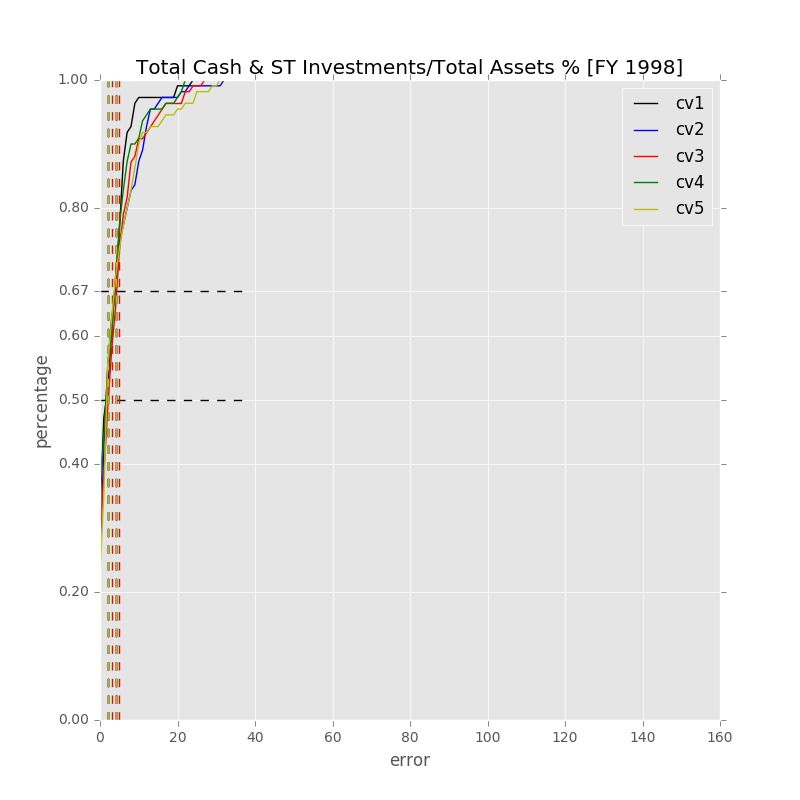 Total Cash & ST Investments/Total Assets % [FY 1998]
1.00
0.80
0.67
0.60
0.50
0.40
0.20
0.00
percentage
cv1
cv2
cv3
cv4
cv5
0 20 40 60 80 100 120 140 160
error